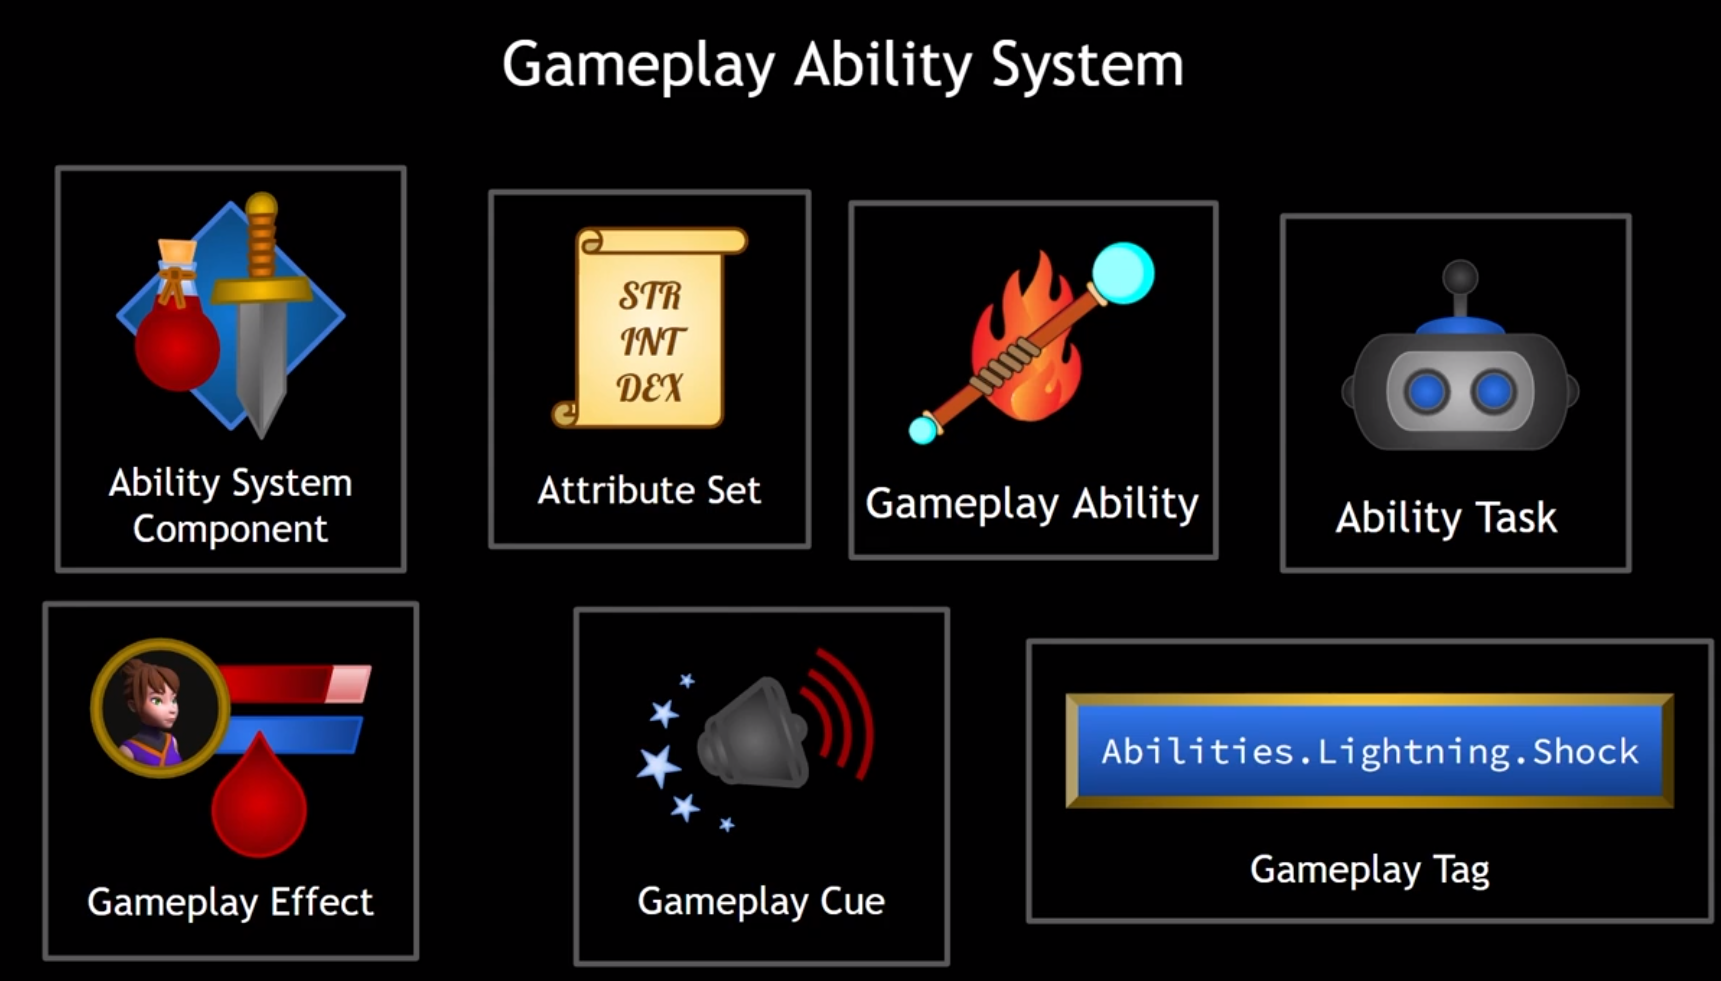 Gameplay Ability System
Ability System
Component
STR
INT
DEX
Attribute Set
Gameplay Ability
Ability Task
Gameplay Effect
Gameplay Cue
Abilities.Lightning.Shock
Gameplay Tag